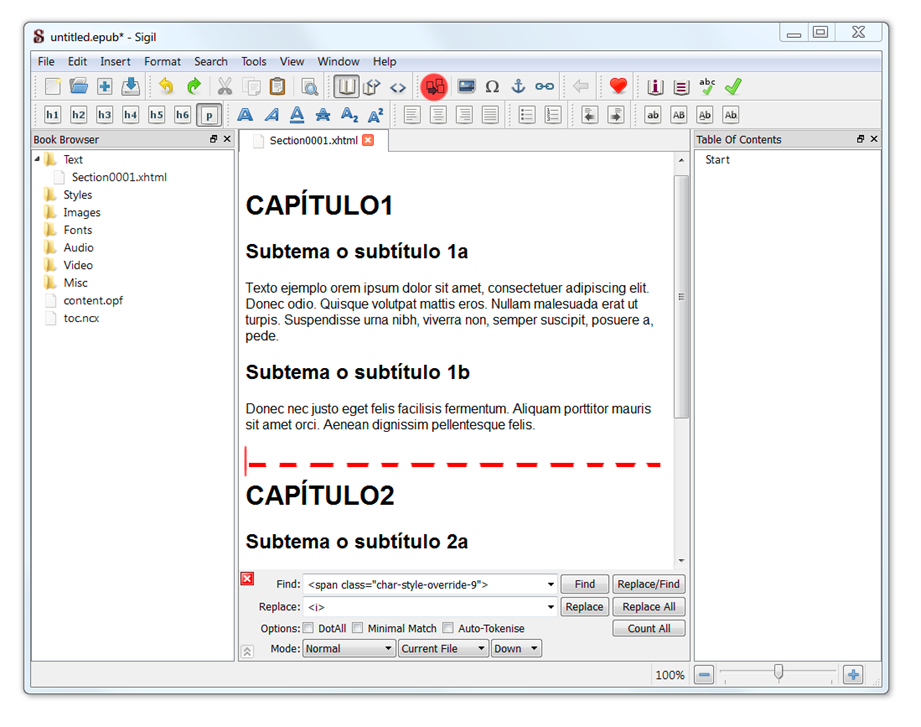 untitled.epub* - Sigil
File Edit Insert Format Search Tools View Window Help
Ω abc
h1 h2 h3 h4 h5 h6 p A A A A A₂ A² ab AB Ab Ab
Book Browser
Section0001.xhtml
Table Of Contents
Text
Section0001.xhtml
Styles
Images
Fonts
Audio
Video
Misc
content.opf
toc.ncx
CAPÍTULO1
Subtema o subtítulo 1a
Texto ejemplo orem ipsum dolor sit amet, consectetuer adipiscing elit.
Donec odio. Quisque volutpat mattis eros. Nullam malesuada erat ut
turpis. Suspendisse urna nibh, viverra non, semper suscipit, posuere a,
pede.
Subtema o subtítulo 1b
Donec nec justo eget felis facilisis fermentum. Aliquam porttitor mauris
sit amet orci. Aenean dignissim pellentesque felis.
CAPÍTULO2
Subtema o subtítulo 2a
Start
Find: <span class="char-style-override-9"> Find Replace/Find
Replace: <i> Replace Replace All
Options: DotAll Minimal Match Auto-Tokenise Count All
Mode: Normal Current File Down
100%